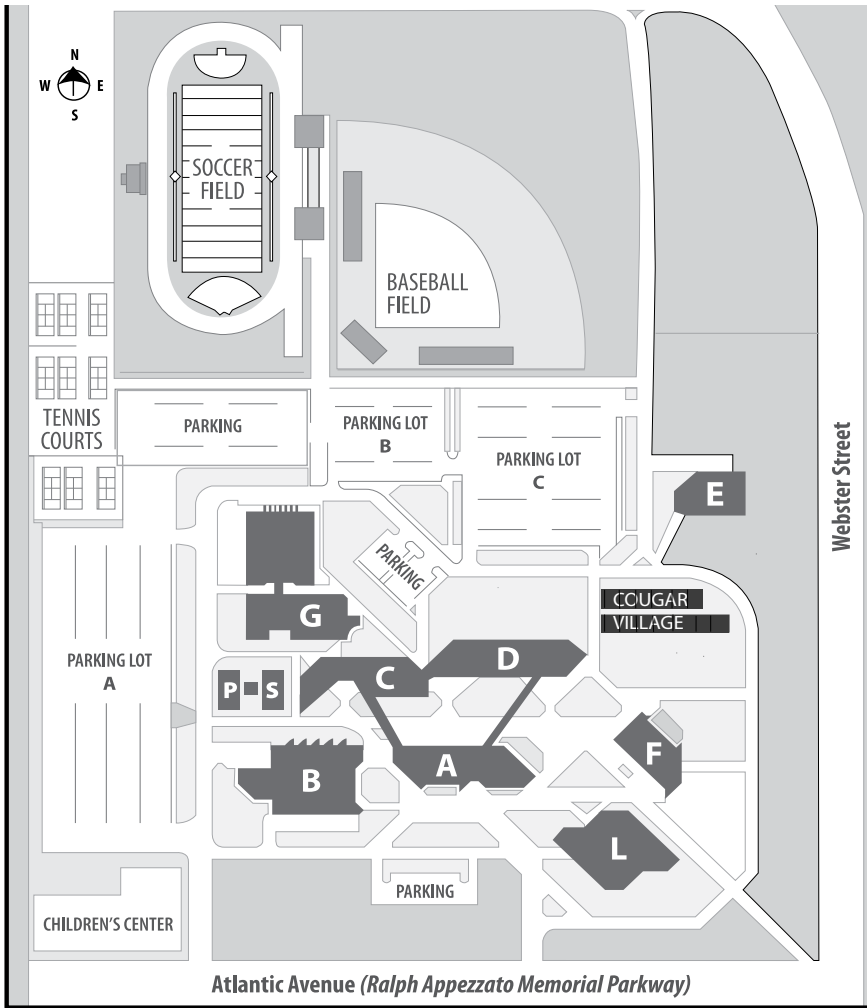 N
W E
S
SOCCER
FIELD
BASEBALL
FIELD
TENNIS
COURTS
PARKING
PARKING LOT
B
PARKING LOT
C
E
Webster Street
PARKING
G
COUGAR
VILLAGE
PARKING LOT
A
P S
C
D
F
B
A
L
PARKING
CHILDREN'S CENTER
Atlantic Avenue (Ralph Appezzato Memorial Parkway)